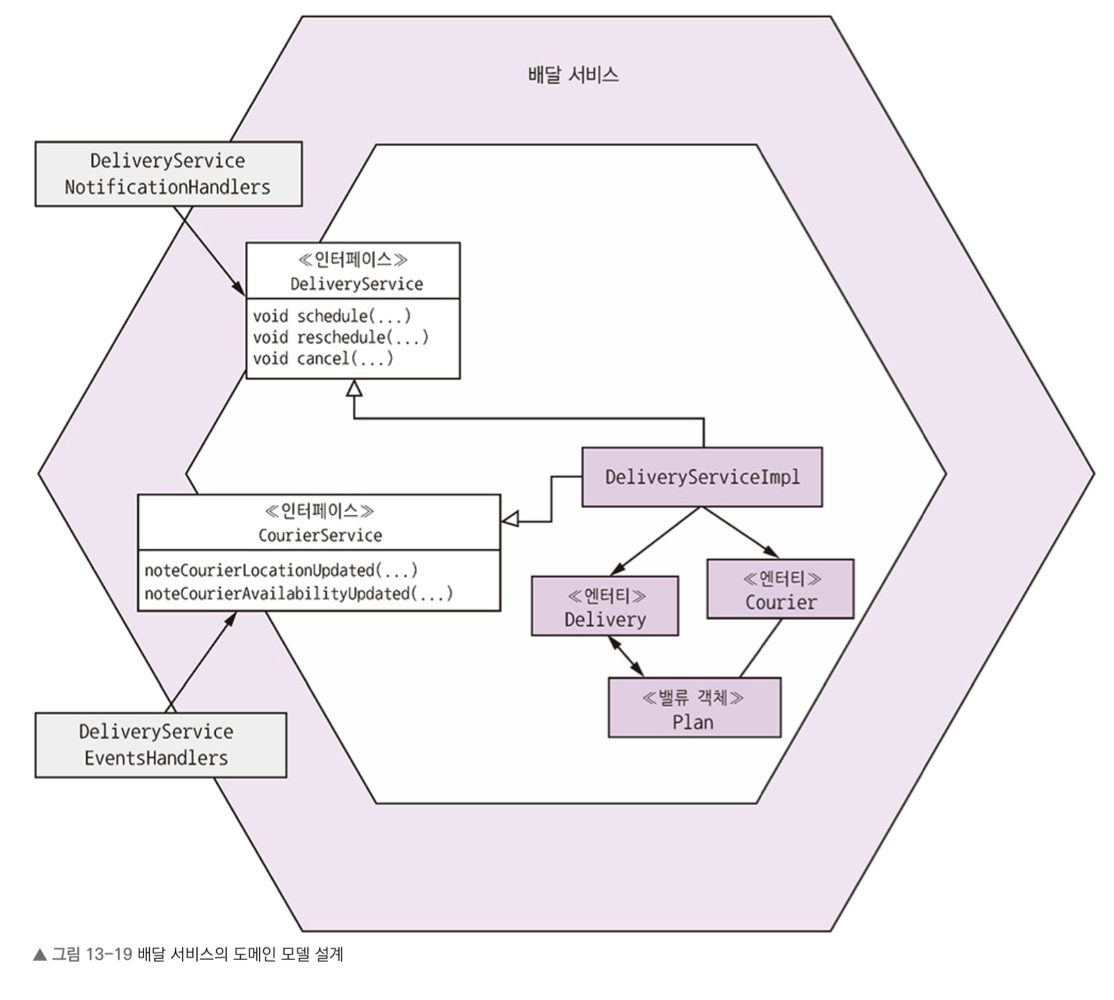 배달 서비스
DeliveryService
NotificationHandlers
≪인터페이스≫
DeliveryService
void schedule(...)
void reschedule(...)
void cancel(...)
DeliveryServiceImpl
≪인터페이스≫
CourierService
noteCourierLocationUpdated(...)
noteCourierAvailabilityUpdated(...)
≪엔터티≫
Delivery
≪엔터티≫
Courier
≪밸류 객체≫
Plan
DeliveryService
EventsHandlers
▲ 그림 13-19 배달 서비스의 도메인 모델 설계